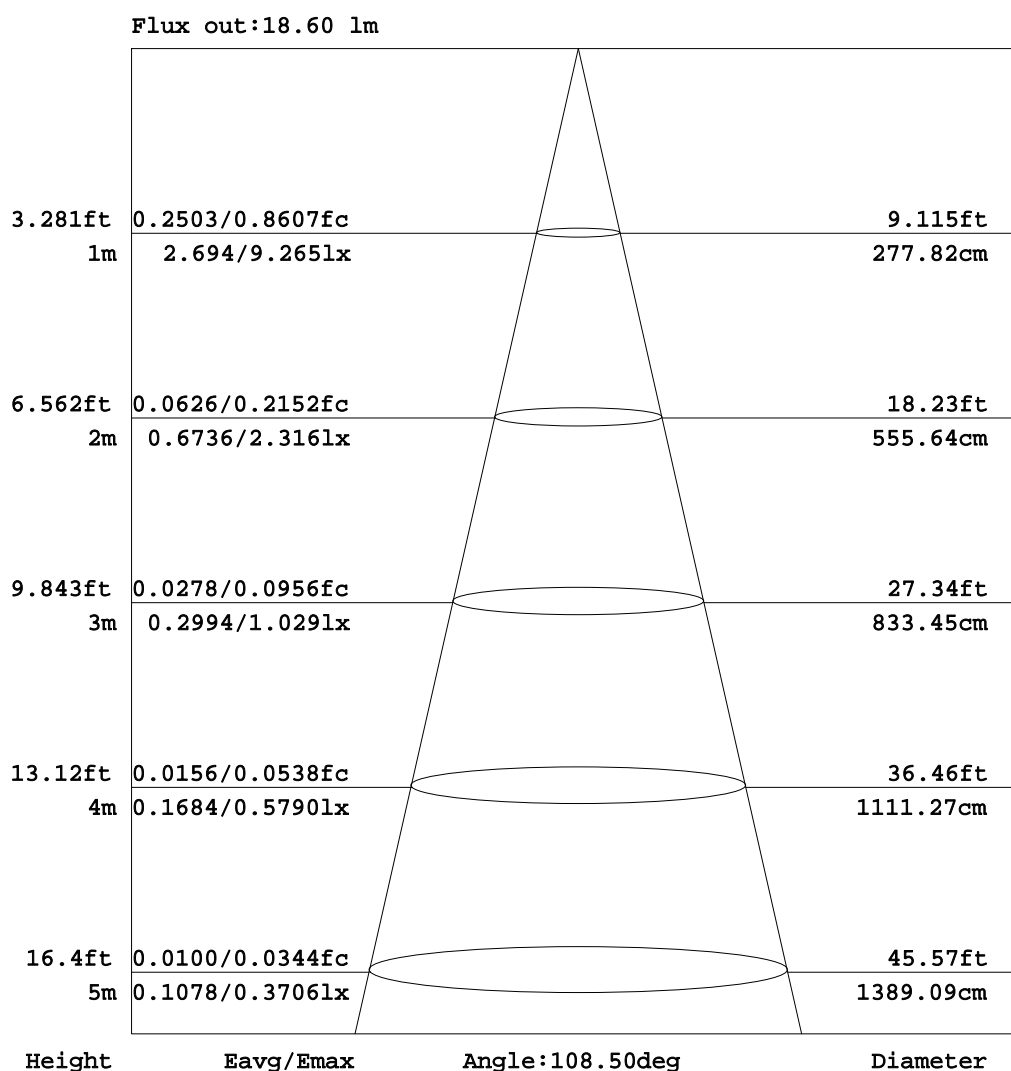 Flux out:18.60 lm
3.281ft 0.2503/0.8607fc 9.115ft
1m 2.694/9.265lx 277.82cm
6.562ft 0.0626/0.2152fc 18.23ft
2m 0.6736/2.316lx 555.64cm
9.843ft 0.0278/0.0956fc 27.34ft
3m 0.2994/1.029lx 833.45cm
13.12ft 0.0156/0.0538fc 36.46ft
4m 0.1684/0.5790lx 1111.27cm
16.4ft 0.0100/0.0344fc 45.57ft
5m 0.1078/0.3706lx 1389.09cm
Height Eavg/Emax Angle:108.50deg Diameter